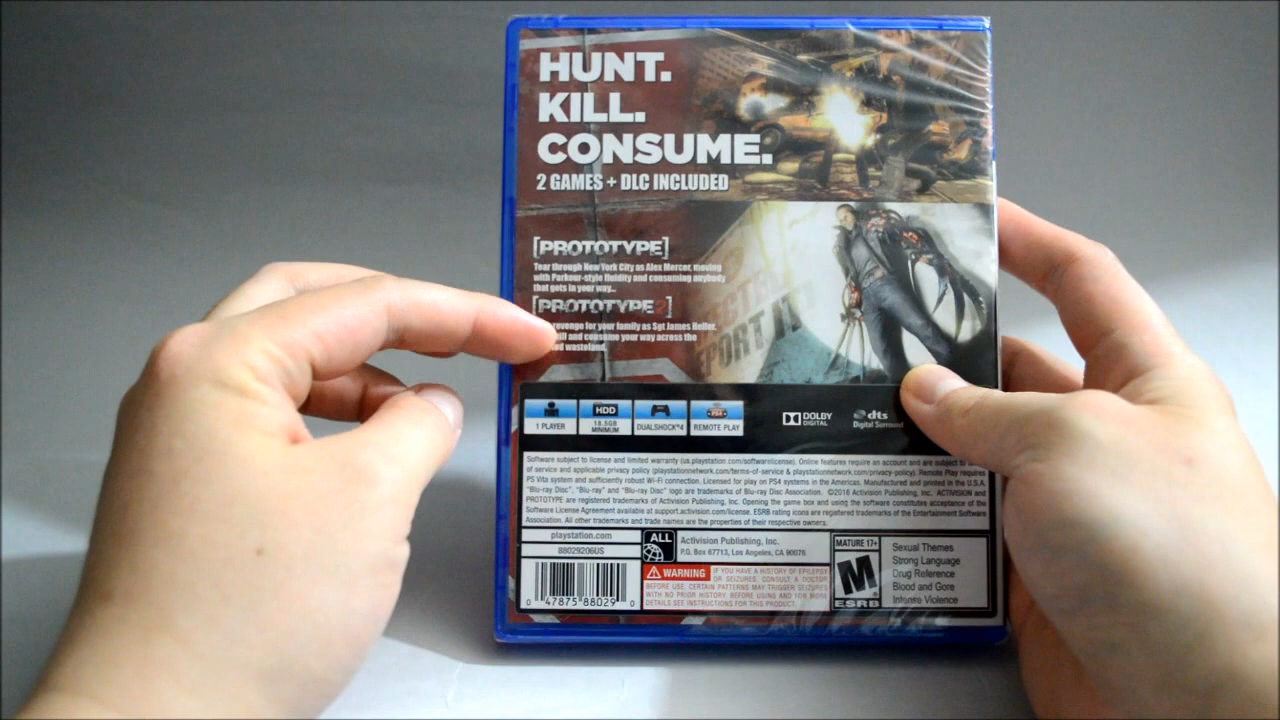 HUNT.
KILL.
CONSUME.
2 GAMES + DLC INCLUDED
[PROTOTYPE]
Tear through New York City as Alex Mercer, moving
with Parkour-style fluidity and consuming anybody
that gets in your way...
[PROTOTYPE2]
revenge for your family as Sgt James Heller.
and consume your way across the
wasteland.
1 PLAYER
HDD
18.5GB
MINIMUM
DUALSHOCK®4
PS4
REMOTE PLAY
DOLBY
DIGITAL
dts
Digital Surround
Software subject to license and limited warranty (us.playstation.com/softwarelicense). Online features require an account and are subject to
of service and applicable privacy policy (playstationnetwork.com/terms-of-service & playstationnetwork.com/privacy-policy). Remote Play requires
PS Vita system and sufficiently robust Wi-Fi connection. Licensed for play on PS4 systems in the Americas. Manufactured and printed in the U.S.A.
"Blu-ray Disc", "Blu-ray" and "Blu-ray Disc" logo are trademarks of Blu-ray Disc Association. ©2016 Activision Publishing, Inc. ACTIVISION and
PROTOTYPE are registered trademarks of Activision Publishing, Inc. Opening the game box and using the software constitutes acceptance of the
Software License Agreement available at support.activision.com/license. ESRB rating icons are registered trademarks of the Entertainment Software
Association. All other trademarks and trade names are the properties of their respective owners.
playstation.com
88029206US
0 47875 88029 0
ALL
Activision Publishing, Inc.
P.O. Box 67713, Los Angeles, CA 90076
WARNING
IF YOU HAVE A HISTORY OF EPILEPSY
OR SEIZURES, CONSULT A DOCTOR
BEFORE USE. CERTAIN PATTERNS MAY TRIGGER SEIZURES
WITH NO PRIOR HISTORY. BEFORE USING AND FOR MORE
DETAILS SEE INSTRUCTIONS FOR THIS PRODUCT.
MATURE 17+
M
ESRB
Sexual Themes
Strong Language
Drug Reference
Blood and Gore
Intense Violence